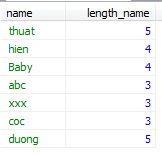 name length_name
thuat 5
hien 4
Baby 4
abc 3
xxx 3
coc 3
duong 5